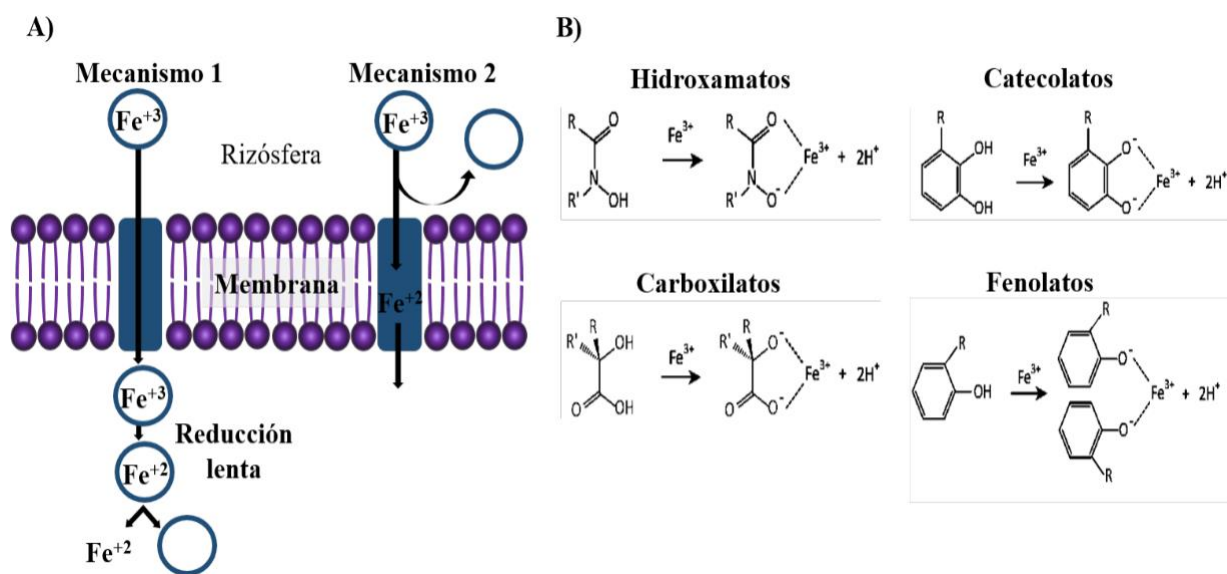 A)
Mecanismo 1
Mecanismo 2
Fe+3
Fe+3
Rizósfera
Membrana
Fe+2
Fe+3
Reducción
lenta
Fe+2
Fe+2
B)
Hidroxamatos
R
O
N
R'
OH
Fe3+
R
O
N
R'
O-
Fe3+ + 2H+
Catecolatos
R
OH
OH
Fe3+
R
O-
O-
Fe3+ + 2H+
Carboxilatos
R
R'
OH
O
OH
Fe3+
R
R'
O-
O
O-
Fe3+ + 2H+
Fenolatos
R
OH
Fe3+
R
O-
O-
R
Fe3+ + 2H+